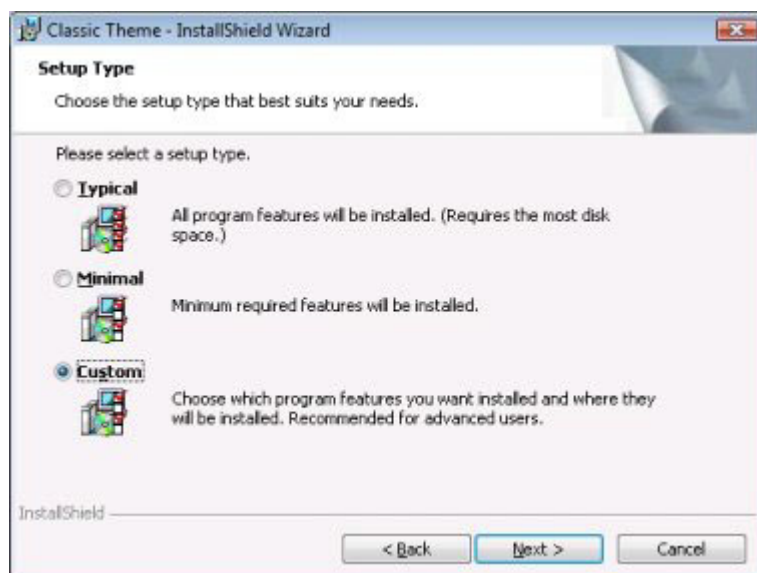 Classic Theme - InstallShield Wizard
Setup Type
Choose the setup type that best suits your needs.
Please select a setup type.
Typical
All program features will be installed. (Requires the most disk
space.)
Minimal
Minimum required features will be installed.
Custom
Choose which program features you want installed and where they
will be installed. Recommended for advanced users.
InstallShield
< Back Next > Cancel